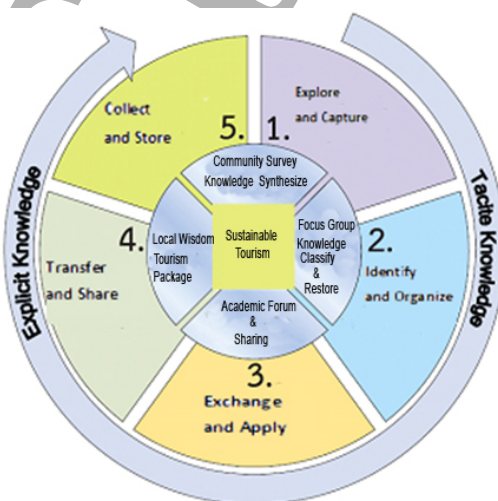 Explore
and Capture
1.
2.
Identify
and Organize
3.
Exchange
and Apply
4.
Transfer
and Share
5.
Collect
and Store
Community Survey
Knowledge Synthesize
Focus Group
Knowledge
Classify
&
Restore
Academic Forum
&
Sharing
Local Wisdom
Tourism
Package
Sustainable
Tourism
Tacite Knowledge
Explicit Knowledge